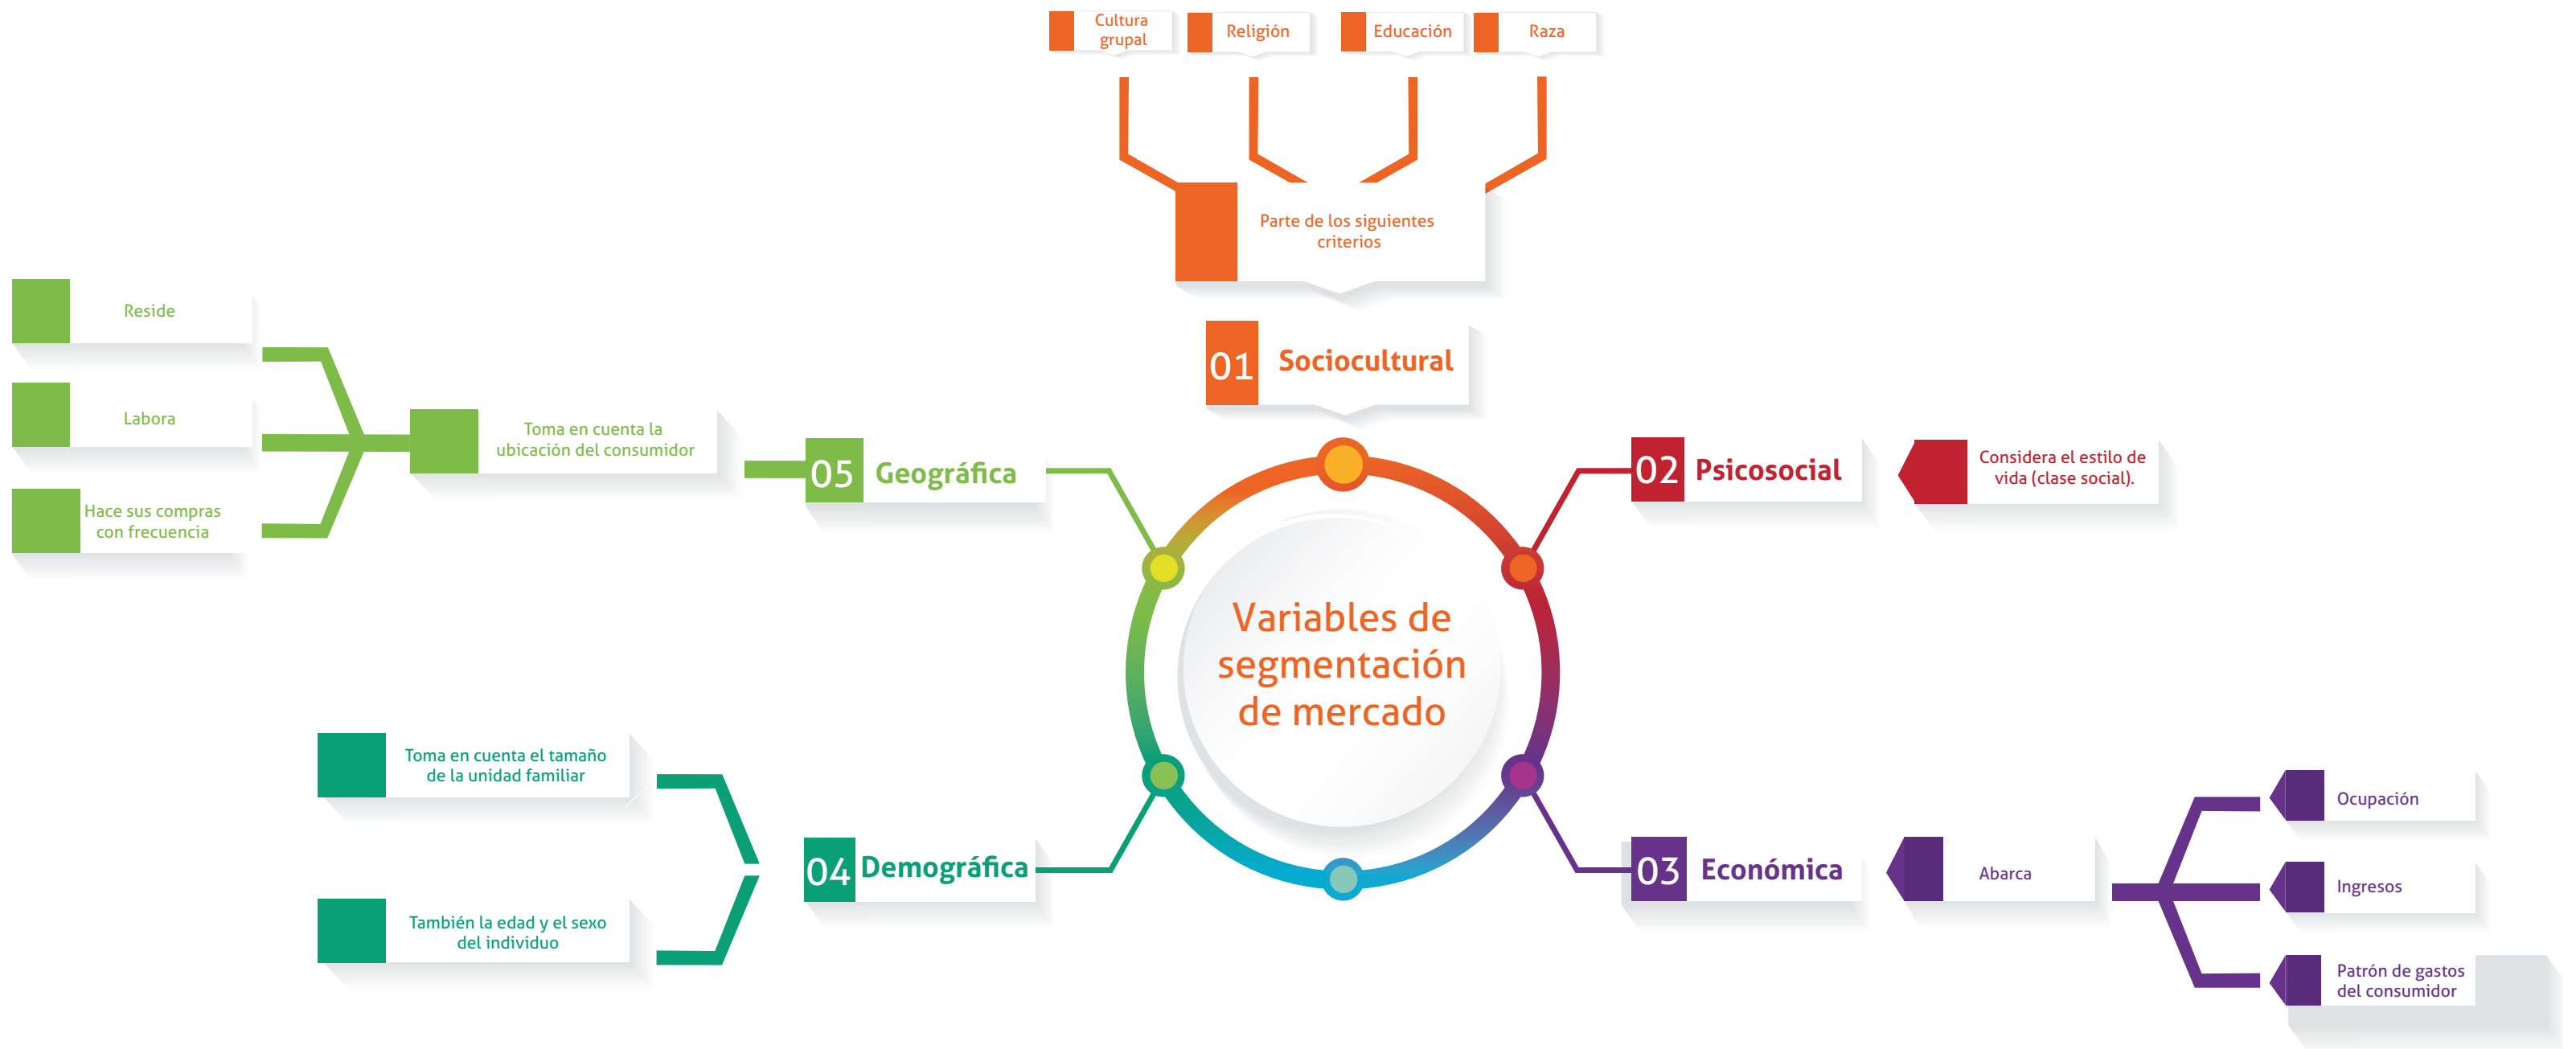 Cultura
grupal
Religión
Educación
Raza
Parte de los siguientes
criterios
01
Sociocultural
Reside
Labora
Hace sus compras
con frecuencia
Toma en cuenta la
ubicación del consumidor
05
Geográfica
02
Psicosocial
Considera el estilo de
vida (clase social).
Variables de
segmentación
de mercado
Toma en cuenta el tamaño
de la unidad familiar
También la edad y el sexo
del individuo
04
Demográfica
03
Económica
Abarca
Ocupación
Ingresos
Patrón de gastos
del consumidor